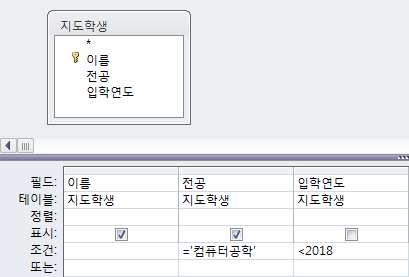 지도학생
*
이름
전공
입학연도
필드: 이름 전공 입학연도
테이블: 지도학생 지도학생 지도학생
정렬:
표시:
조건: ='컴퓨터공학' <2018
또는: